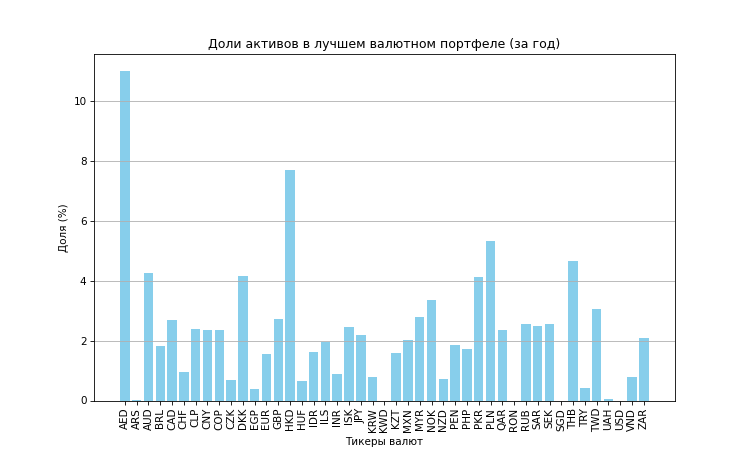 Доли активов в лучшем валютном портфеле (за год)
10
8
6
4
2
0
Доля (%)
AED ARS AUD BRL CAD CHF CLP CNY COP CZK DKK EGP EUR GBP HKD HUF IDR ILS INR ISK JPY KRW KWD KZT MXN MYR NOK NZD PEN PHP PKR PLN QAR RON RUB SAR SEK SGD THB TRY TWD UAH USD VND ZAR
Тикеры валют